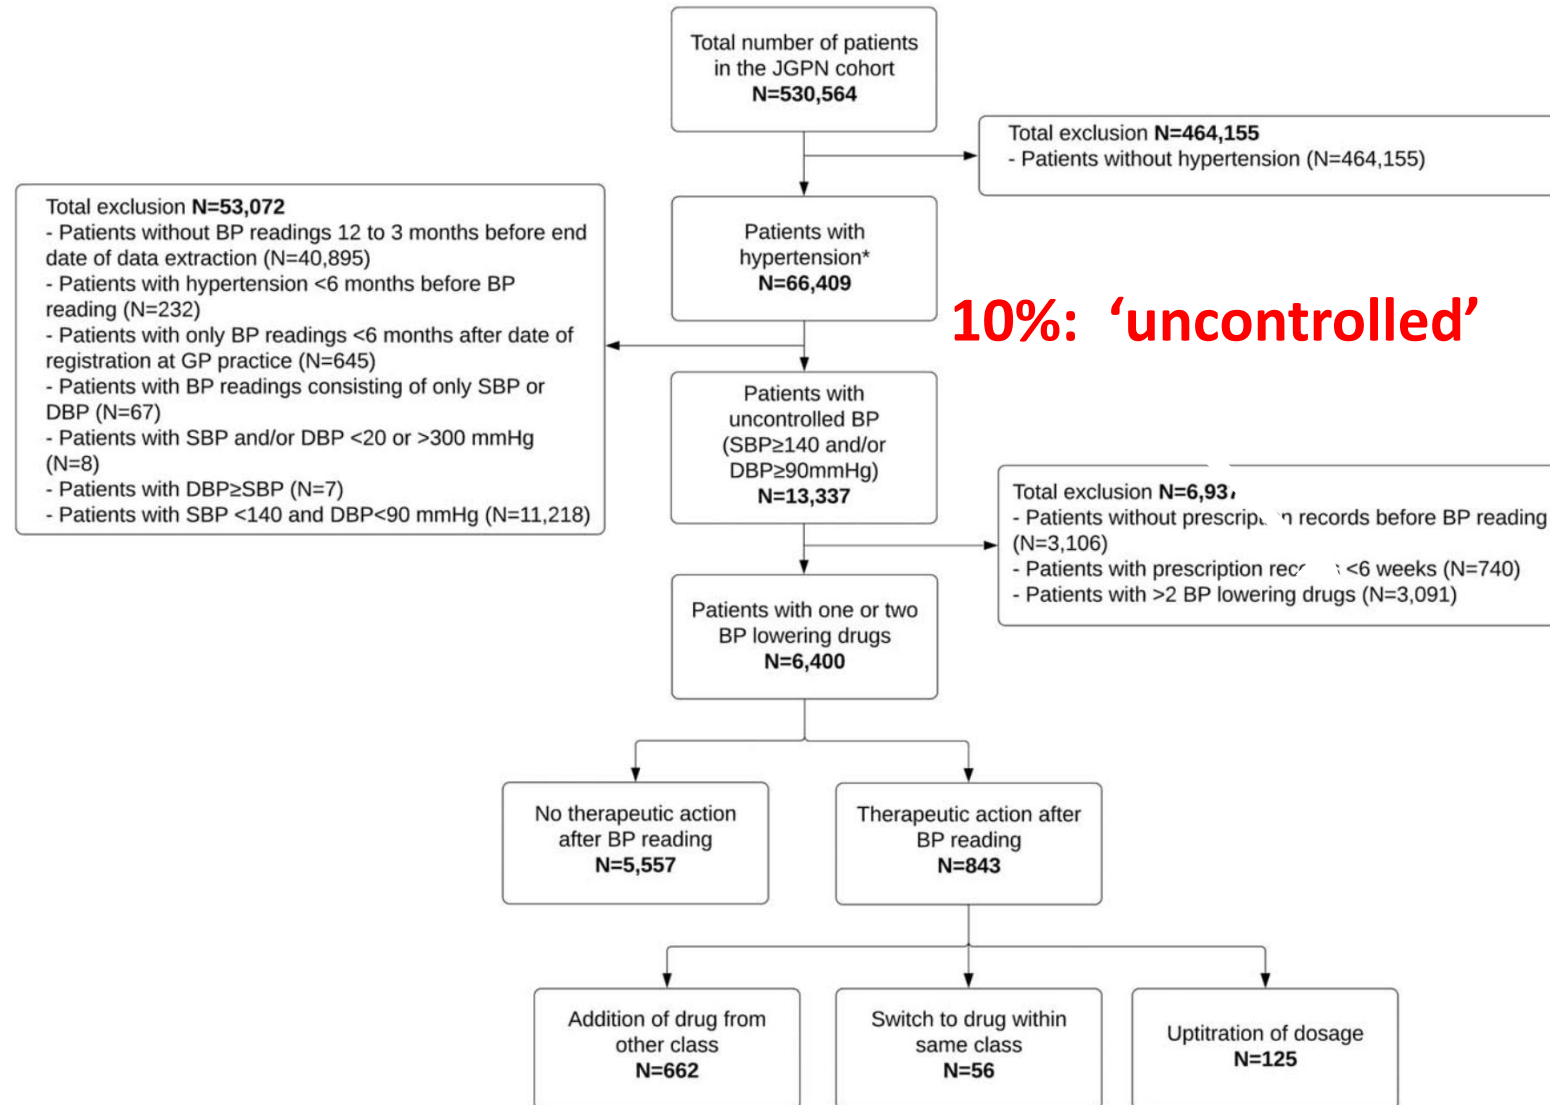 Total number of patients
in the JGPN cohort
N=530,564
Total exclusion N=464,155
- Patients without hypertension (N=464,155)
Total exclusion N=53,072
- Patients without BP readings 12 to 3 months before end
date of data extraction (N=40,895)
- Patients with hypertension <6 months before BP
reading (N=232)
- Patients with only BP readings <6 months after date of
registration at GP practice (N=645)
- Patients with BP readings consisting of only SBP or
DBP (N=67)
- Patients with SBP and/or DBP <20 or >300 mmHg
(N=8)
- Patients with DBP≥SBP (N=7)
- Patients with SBP <140 and DBP<90 mmHg (N=11,218)
Patients with
hypertension*
N=66,409
10%: ‘uncontrolled’
Patients with
uncontrolled BP
(SBP≥140 and/or
DBP≥90mmHg)
N=13,337
Total exclusion
- Patients without records before BP reading
(N=3,106)
- Patients with prescription <6 weeks (N=740)
- Patients with >2 BP lowering drugs (N=3,091)
Patients with one or two
BP lowering drugs
N=6,400
No therapeutic action
after BP reading
N=5,557
Therapeutic action after
BP reading
N=843
Addition of drug from
other class
N=662
Switch to drug within
same class
N=56
Uptitration of dosage
N=125